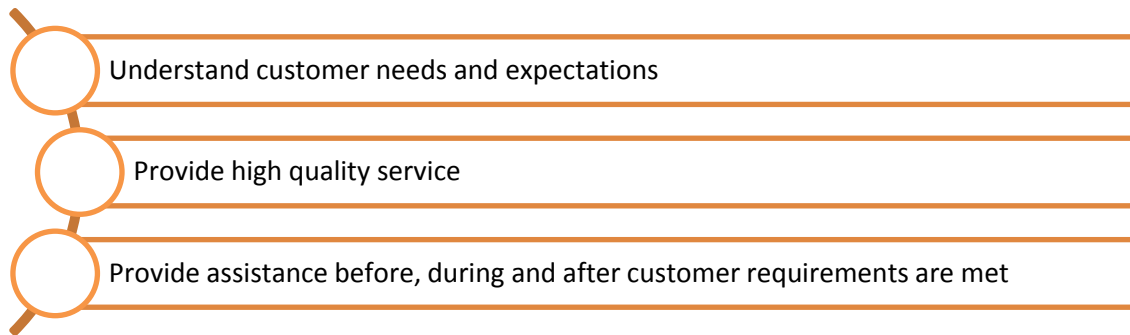 Understand customer needs and expectations
Provide high quality service
Provide assistance before, during and after customer requirements are met